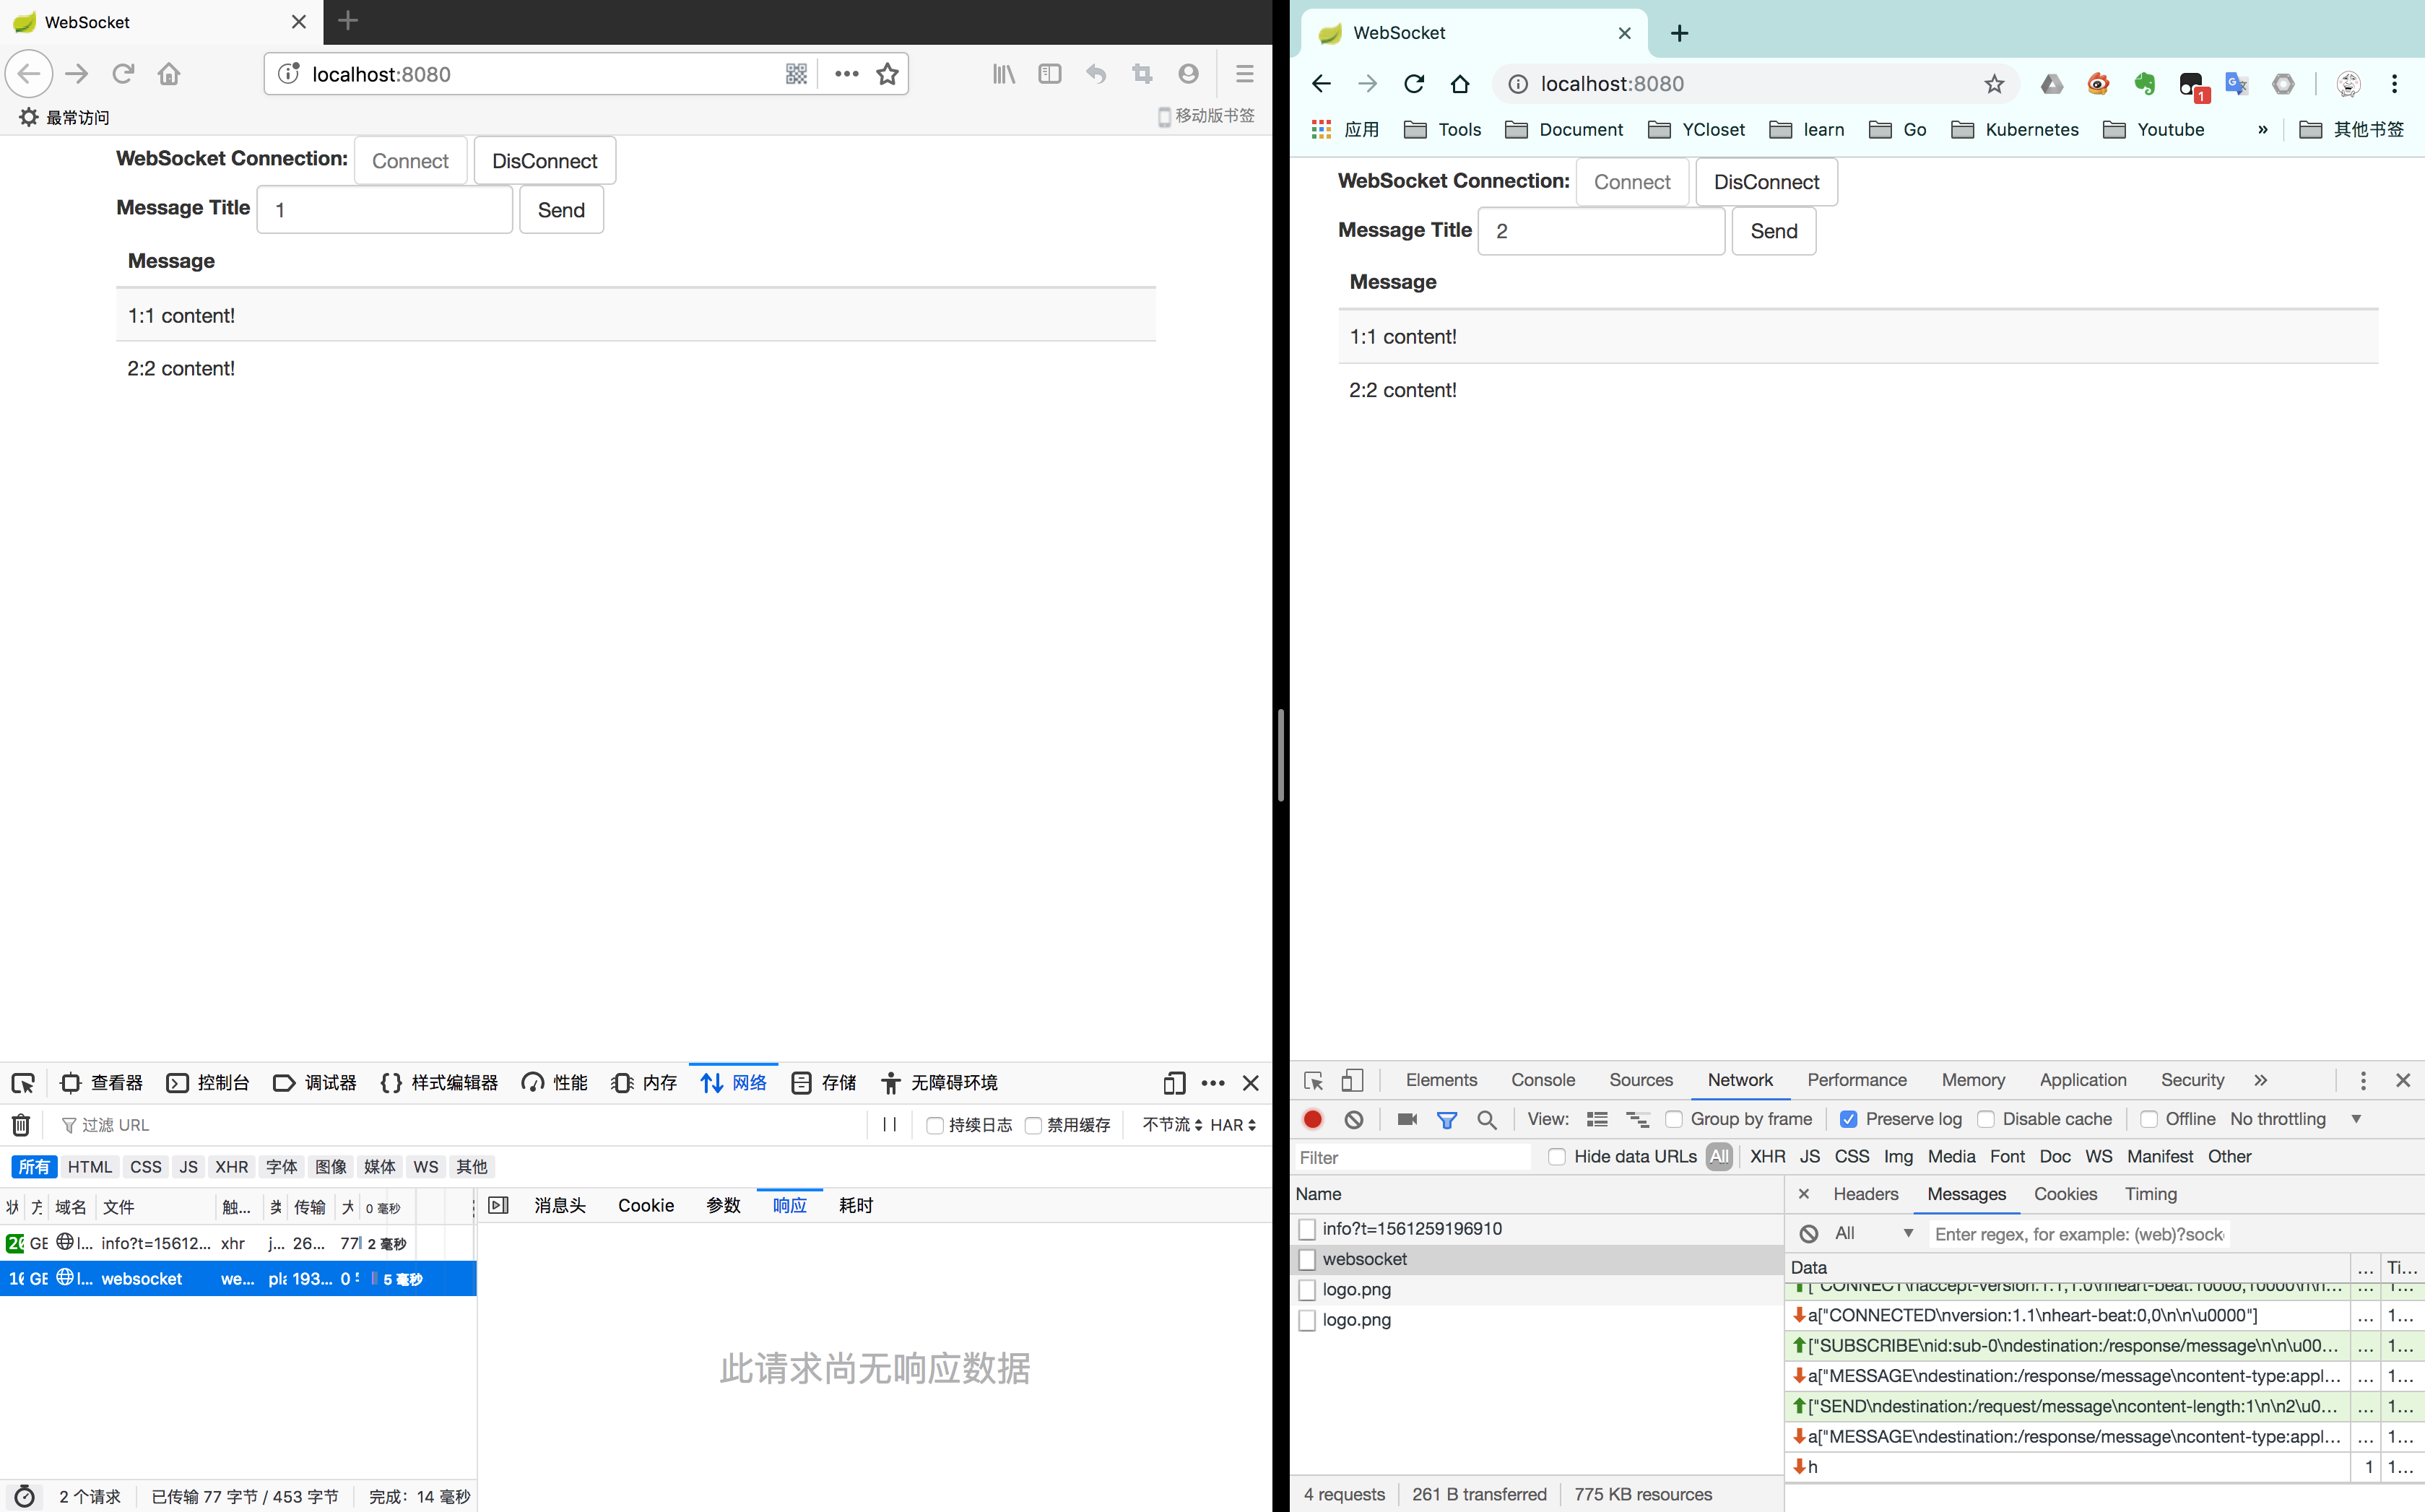 WebSocket
localhost:8080
最常访问
移动版书签
WebSocket Connection: Connect DisConnect
Message Title 1 Send
Message
1:1 content!
2:2 content!
查看器 控制台 调试器 样式编辑器 性能 内存 网络 存储 无障碍环境
过滤 URL
持续日志 禁用缓存 不节流 HAR
所有 HTML CSS JS XHR 字体 图像 媒体 WS 其他
域名 文件 触... 传输 0 毫秒
消息头 Cookie 参数 响应 耗时
GE l... info?t=15612... xhr j... 26... 77 2 毫秒
GE l... websocket we... 193... 0 5 毫秒
此请求尚无响应数据
2 个请求 已传输 77 字节 / 453 字节 完成: 14 毫秒
WebSocket
localhost:8080
1
应用 Tools Document YCloset learn Go Kubernetes Youtube » 其他书签
WebSocket Connection: Connect DisConnect
Message Title 2 Send
Message
1:1 content!
2:2 content!
Elements Console Sources Network Performance Memory Application Security »
View: Group by frame Preserve log Disable cache Offline No throttling
Filter Hide data URLs All XHR JS CSS Img Media Font Doc WS Manifest Other
Name
info?t=1561259196910
websocket
logo.png
logo.png
Headers Messages Cookies Timing
All Enter regex, for example: (web)?sock
Data ... Ti...
["CONNECT\naccept-version:1.1,1.0\nheart-beat:10000,10000\n\n... ... 1...
a["CONNECTED\nversion:1.1\nheart-beat:0,0\n\n\u0000"] ... 1...
["SUBSCRIBE\nid:sub-0\ndestination:/response/message\n\n\u00... ... 1...
a["MESSAGE\ndestination:/response/message\ncontent-type:appl... ... 1...
["SEND\ndestination:/request/message\ncontent-length:1\n\n2\u0... ... 1...
a["MESSAGE\ndestination:/response/message\ncontent-type:appl... ... 1...
h 1 1...
4 requests 261 B transferred 775 KB resources